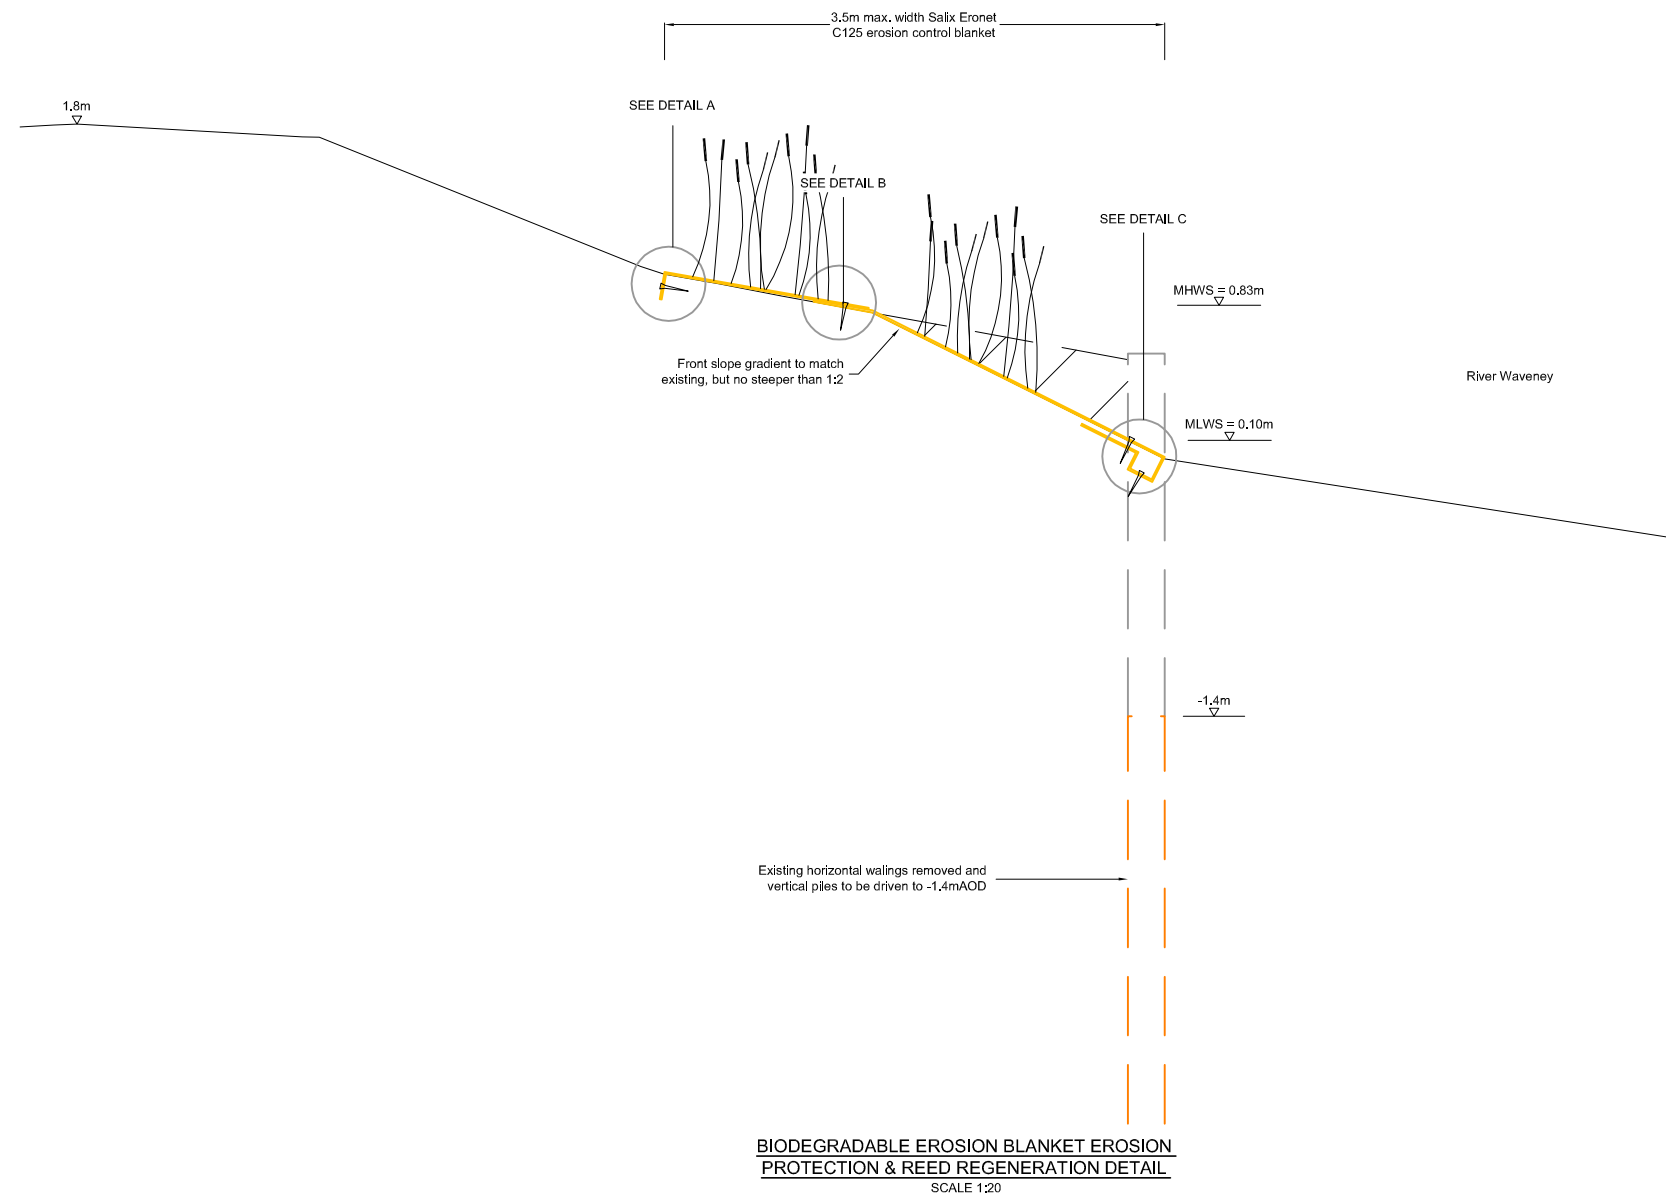 3.5m max. width Salix Eronet
C125 erosion control blanket
1.8m
SEE DETAIL A
SEE DETAIL B
SEE DETAIL C
MHWS = 0.83m
Front slope gradient to match
existing, but no steeper than 1:2
River Waveney
MLWS = 0.10m
-1.4m
Existing horizontal walings removed and
vertical piles to be driven to -1.4mAOD
BIODEGRADABLE EROSION BLANKET EROSION
PROTECTION & REED REGENERATION DETAIL
SCALE 1:20